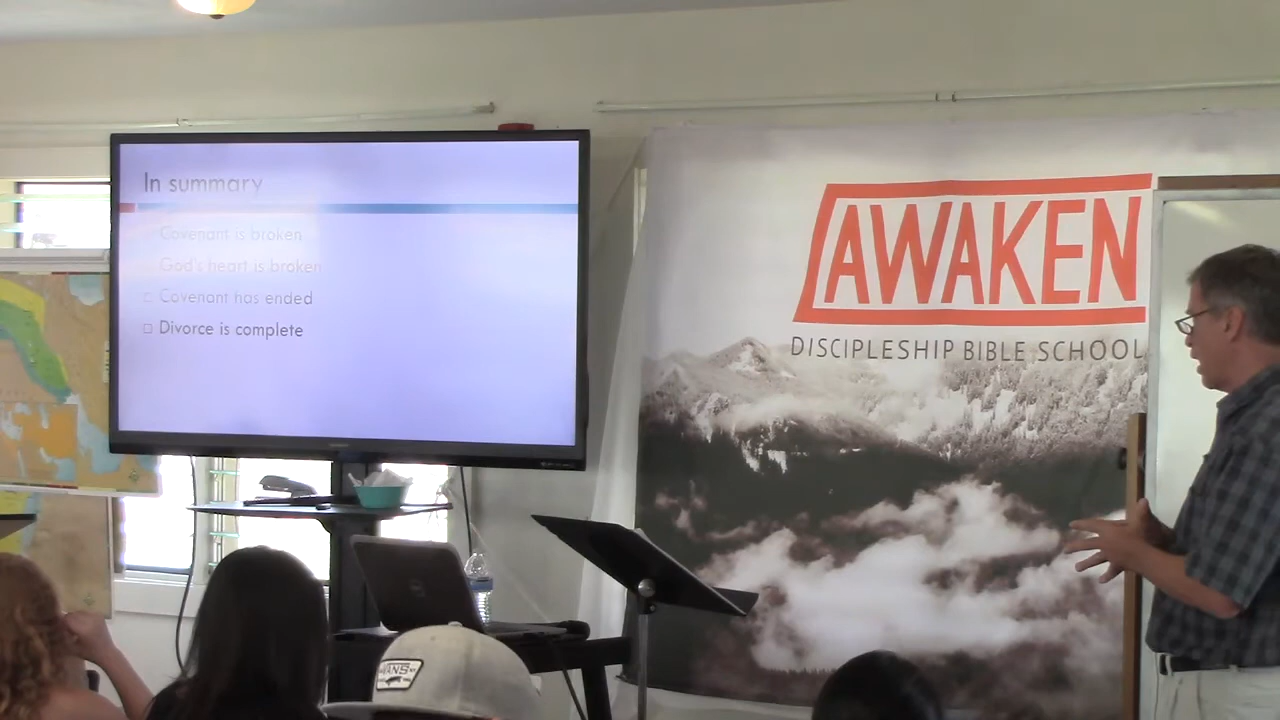 In summary
Covenant is broken
God's heart is broken
Covenant has ended
Divorce is complete
AWAKEN
DISCIPLESHIP BIBLE SCHOOL
VANS